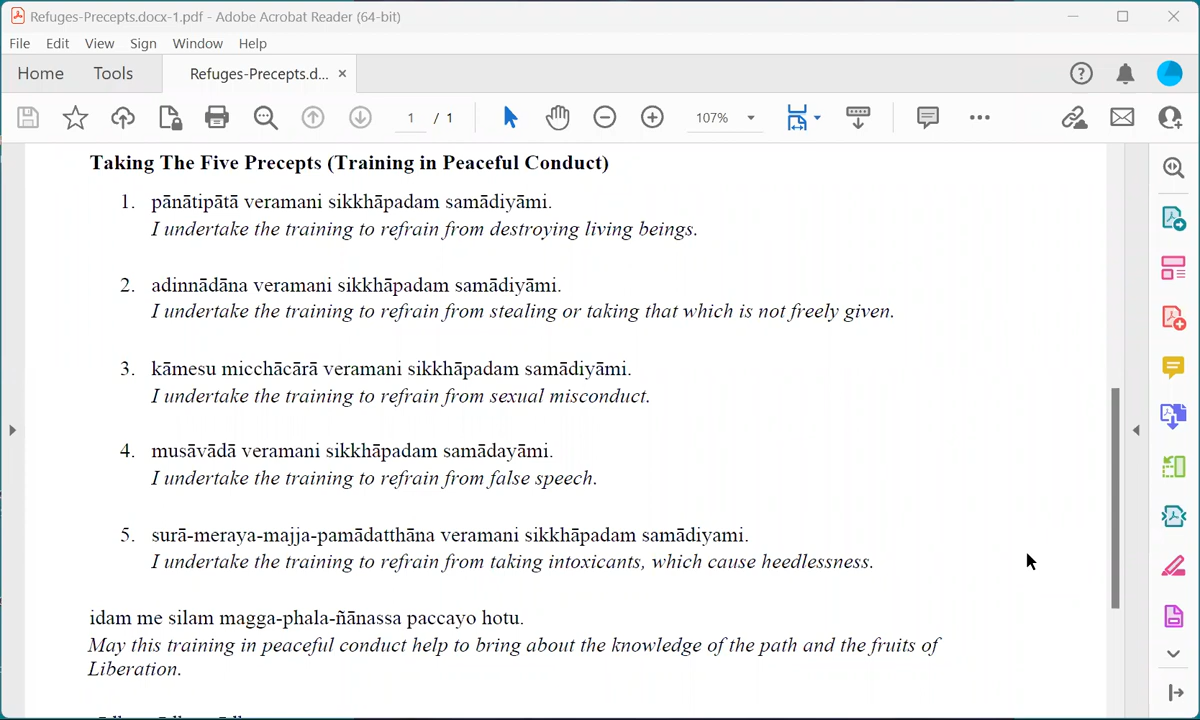 Refuges-Precepts.docx-1.pdf - Adobe Acrobat Reader (64-bit)
File Edit View Sign Window Help
Home Tools Refuges-Precepts.d... ×
1 / 1 107%
Taking The Five Precepts (Training in Peaceful Conduct)
1. pānātipātā veramani sikkhāpadam samādiyāmi.
I undertake the training to refrain from destroying living beings.
2. adinnādāna veramani sikkhāpadam samādiyāmi.
I undertake the training to refrain from stealing or taking that which is not freely given.
3. kāmesu micchācārā veramani sikkhāpadam samādiyāmi.
I undertake the training to refrain from sexual misconduct.
4. musāvādā veramani sikkhāpadam samādayāmi.
I undertake the training to refrain from false speech.
5. surā-meraya-majja-pamādatthāna veramani sikkhāpadam samādiyami.
I undertake the training to refrain from taking intoxicants, which cause heedlessness.
idam me silam magga-phala-ñānassa paccayo hotu.
May this training in peaceful conduct help to bring about the knowledge of the path and the fruits of
Liberation.